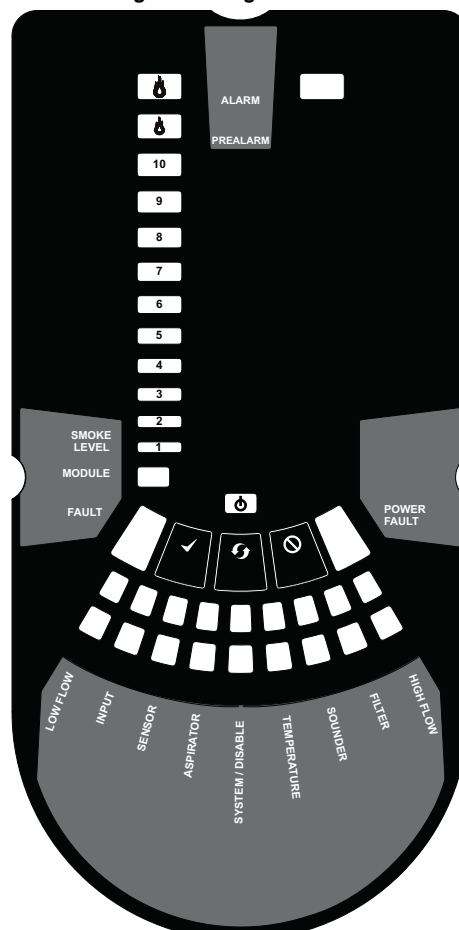 ALARM
PREALARM
10
9
8
7
6
5
4
3
2
1
SMOKE
LEVEL
MODULE
FAULT
POWER
FAULT
LOW FLOW
INPUT
SENSOR
ASPIRATOR
SYSTEM / DISABLE
TEMPERATURE
SOUNDER
FILTER
HIGH FLOW